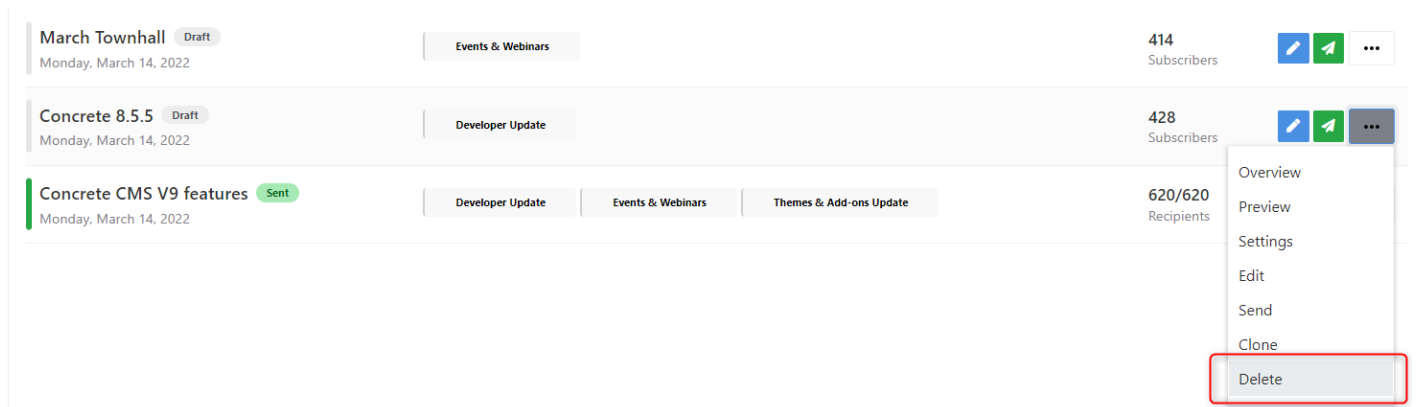 March Townhall Draft
Monday, March 14, 2022
Events & Webinars
414
Subscribers
Concrete 8.5.5 Draft
Monday, March 14, 2022
Developer Update
428
Subscribers
Concrete CMS V9 features Sent
Monday, March 14, 2022
Developer Update Events & Webinars Themes & Add-ons Update
620/620
Recipients
Overview
Preview
Settings
Edit
Send
Clone
Delete